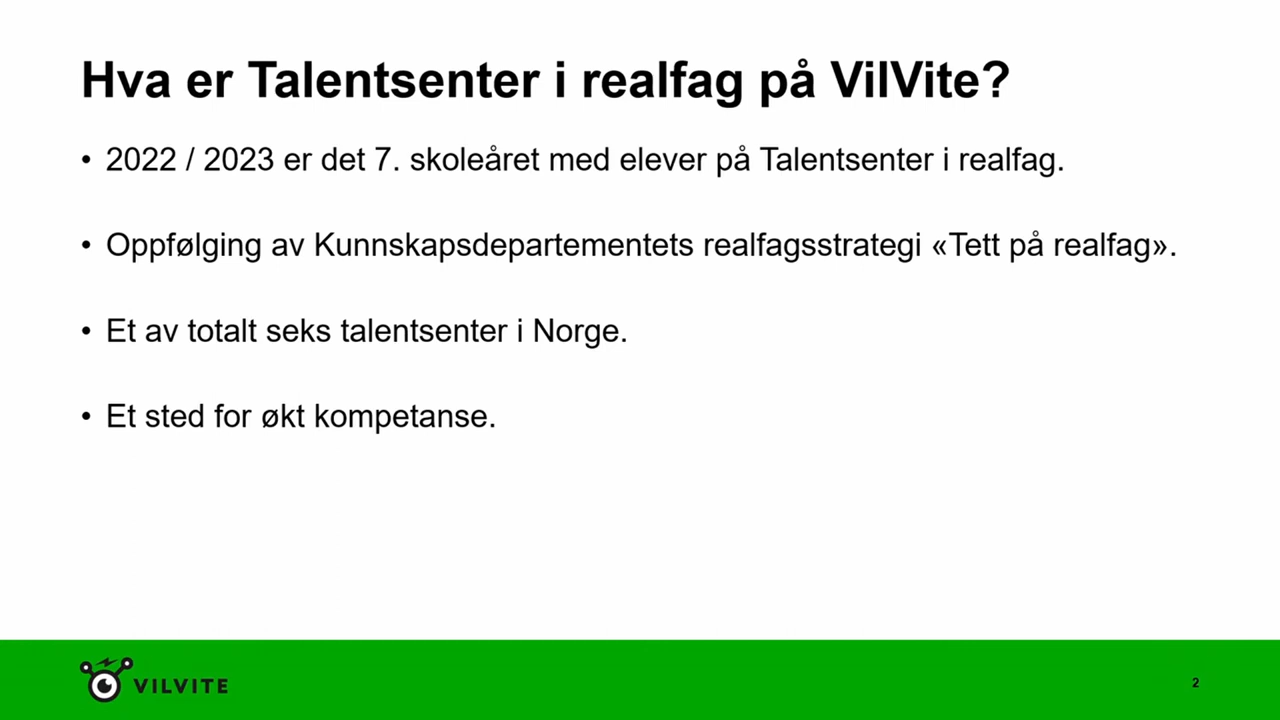 Hva er Talentsenter i realfag på VilVite?
• 2022 / 2023 er det 7. skoleåret med elever på Talentsenter i realfag.
• Oppfølging av Kunnskapsdepartementets realfagsstrategi «Tett på realfag».
• Et av totalt seks talentsenter i Norge.
• Et sted for økt kompetanse.
VILVITE
2